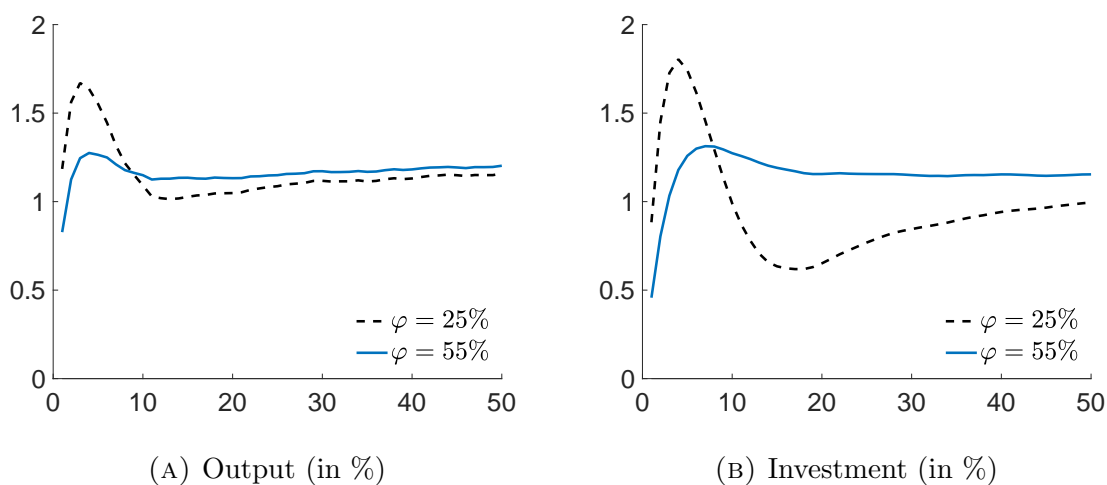 2
1.5
1
0.5
0
0 10 20 30 40 50
φ = 25%
φ = 55%
(A) Output (in %)
2
1.5
1
0.5
0
0 10 20 30 40 50
φ = 25%
φ = 55%
(B) Investment (in %)